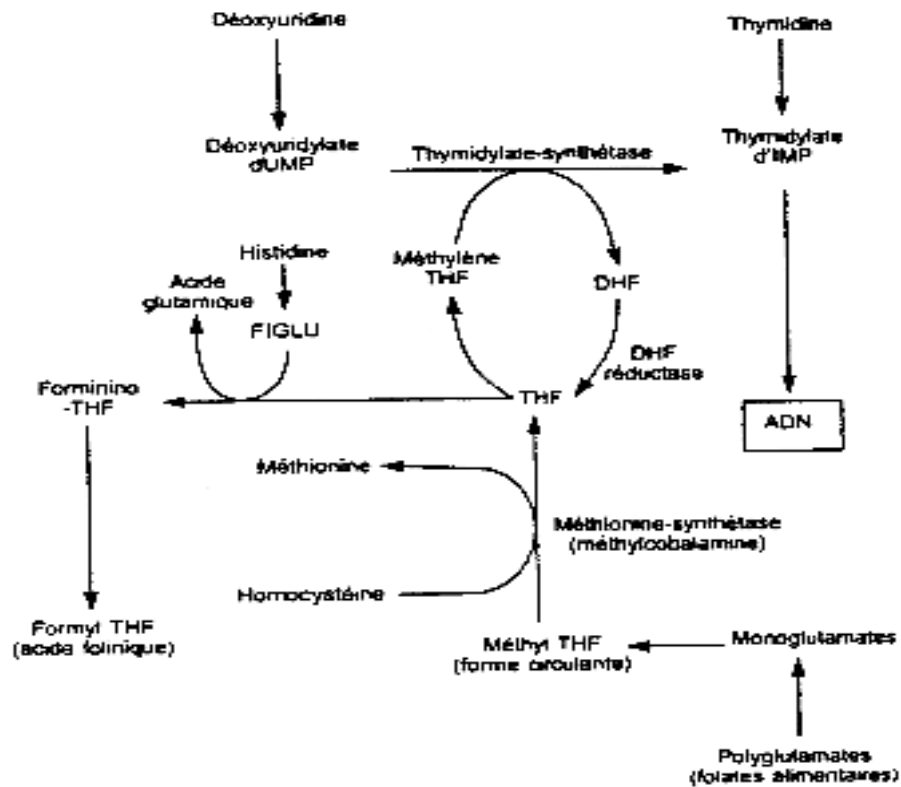 Déoxyuridine
Thymidine
Déoxyuridylate
dUMP
Thymidylate-synthétase
Thymidylate
d'IMP
Histidine
Méthylène
THF
DHF
Acide
glutamique
FIGLU
DHF
réductase
Forminino
-THF
THF
ADN
Méthionine
Méthionine-synthétase
(méthylcobalamine)
Homocystéine
Formyl THF
(acide folinique)
Méthyl THF
(forme circulante)
Monoglutamates
Polyglutamates
(folates alimentaires)